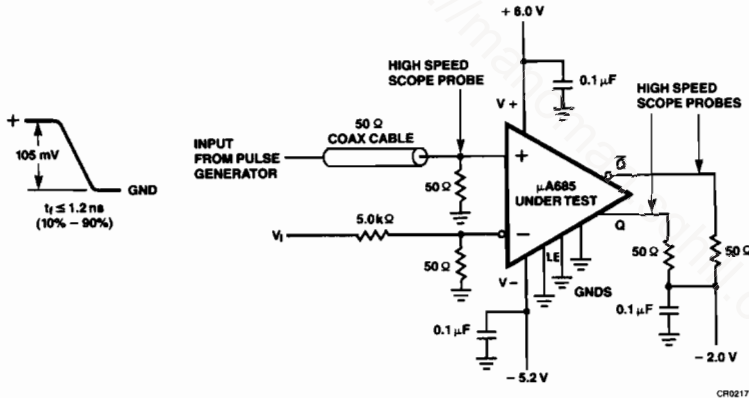 + 6.0 V
HIGH SPEED
SCOPE PROBE
V +
0.1 μF
HIGH SPEED
SCOPE PROBES
+
105 mV
GND
tf ≤ 1.2 ns
(10% – 90%)
50 Ω
COAX CABLE
INPUT
FROM PULSE
GENERATOR
50 Ω
+
μA685
UNDER TEST
Q̅
Q
VI
5.0 kΩ
–
50 Ω
V –
LE
GNDS
50 Ω
50 Ω
0.1 μF
0.1 μF
– 5.2 V
– 2.0 V
CR0217